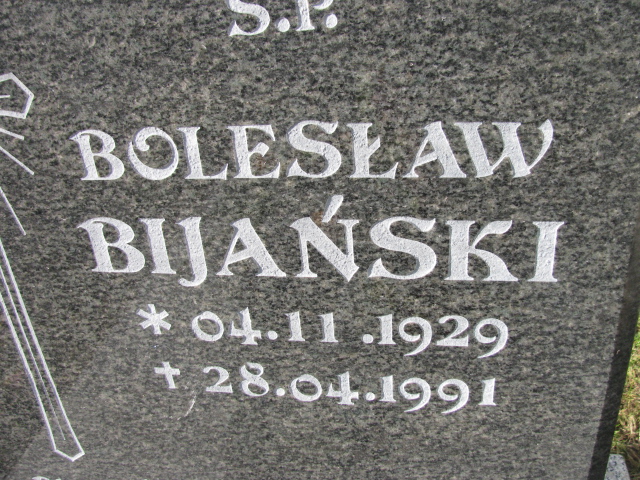 S.P.
BOLESŁAW
BIJAŃSKI
* 04.11.1929
✝ 28.04.1991